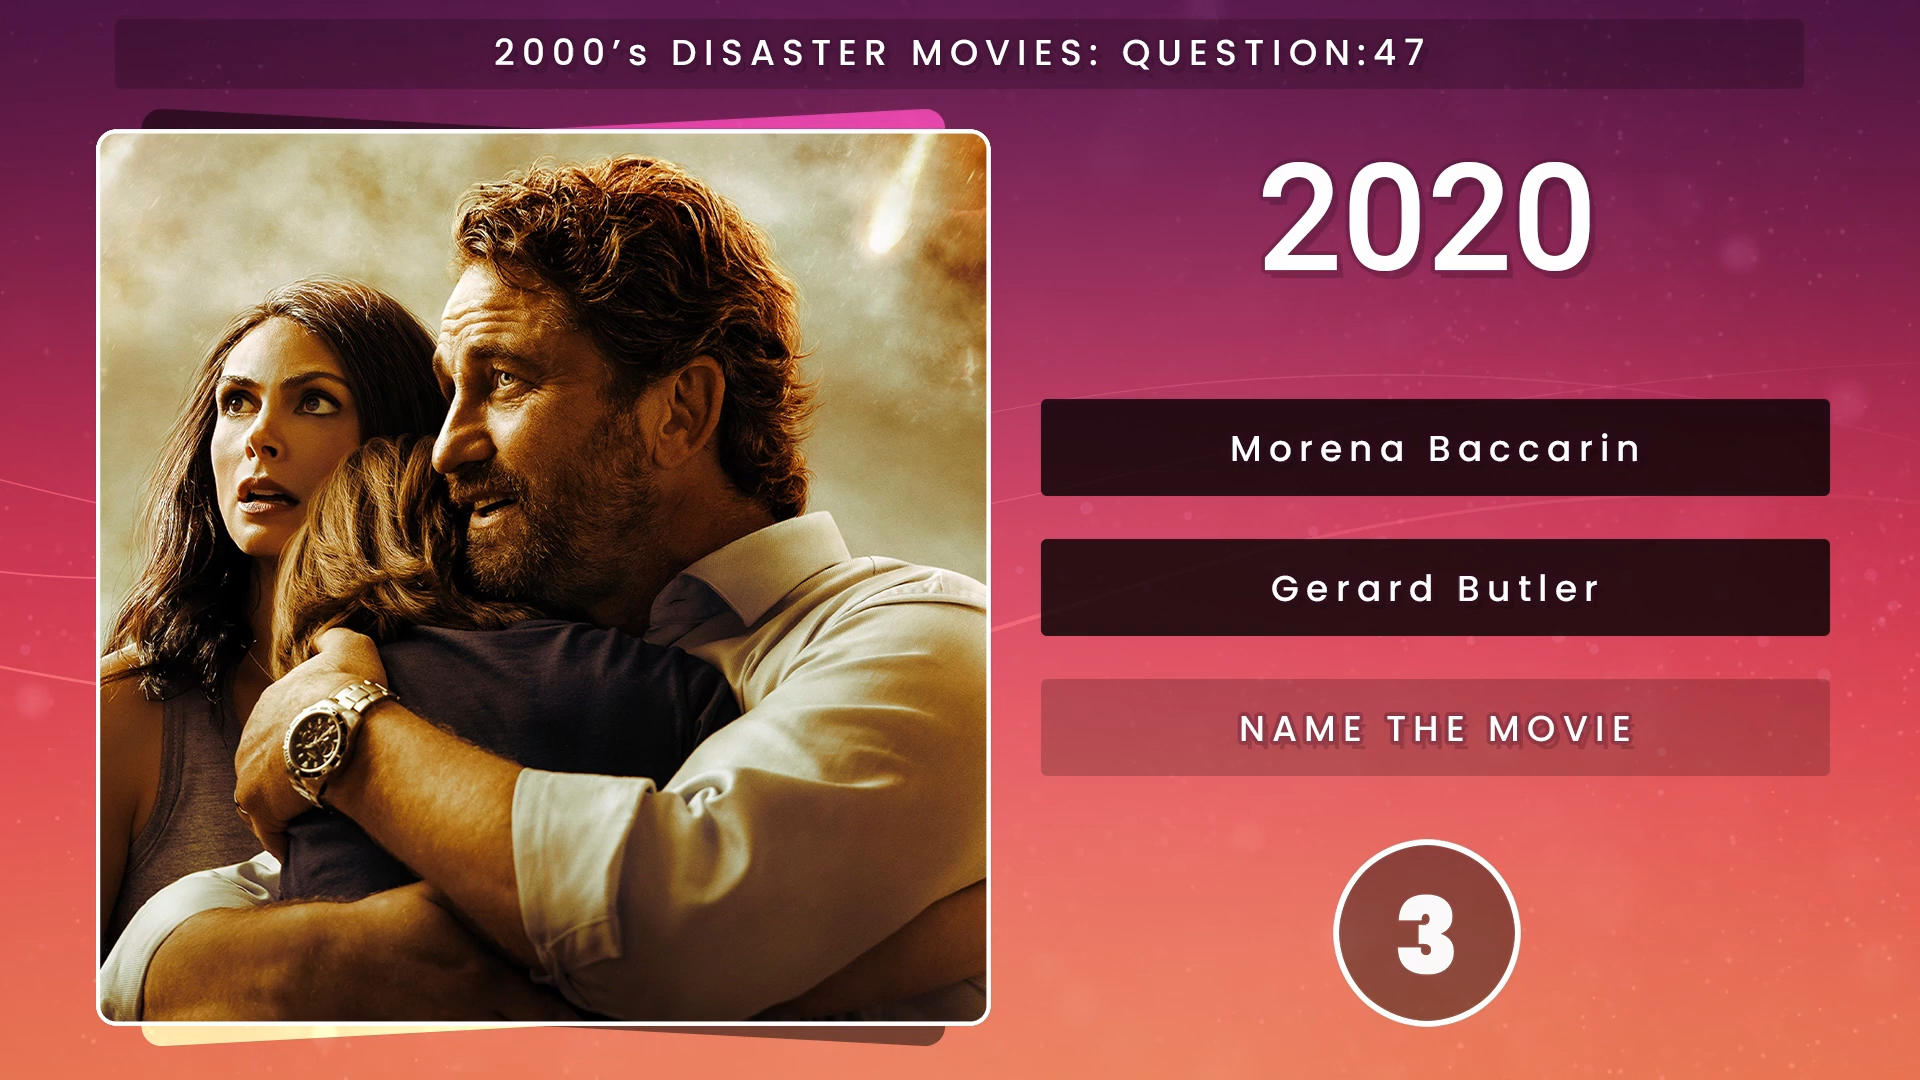 2000’s DISASTER MOVIES: QUESTION:47
2020
Morena Baccarin
Gerard Butler
NAME THE MOVIE
3